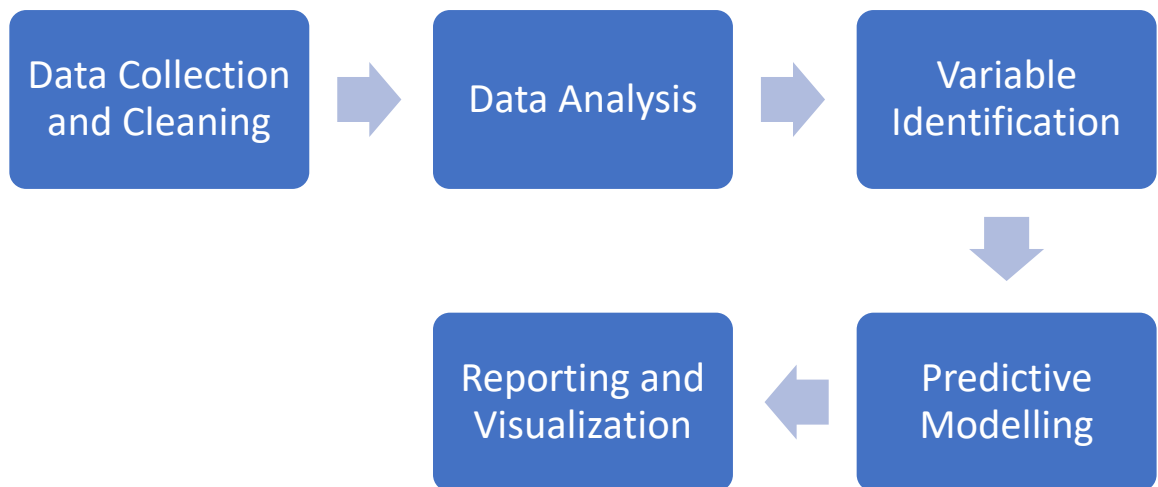 Data Collection
and Cleaning
Data Analysis
Variable
Identification
Predictive
Modelling
Reporting and
Visualization